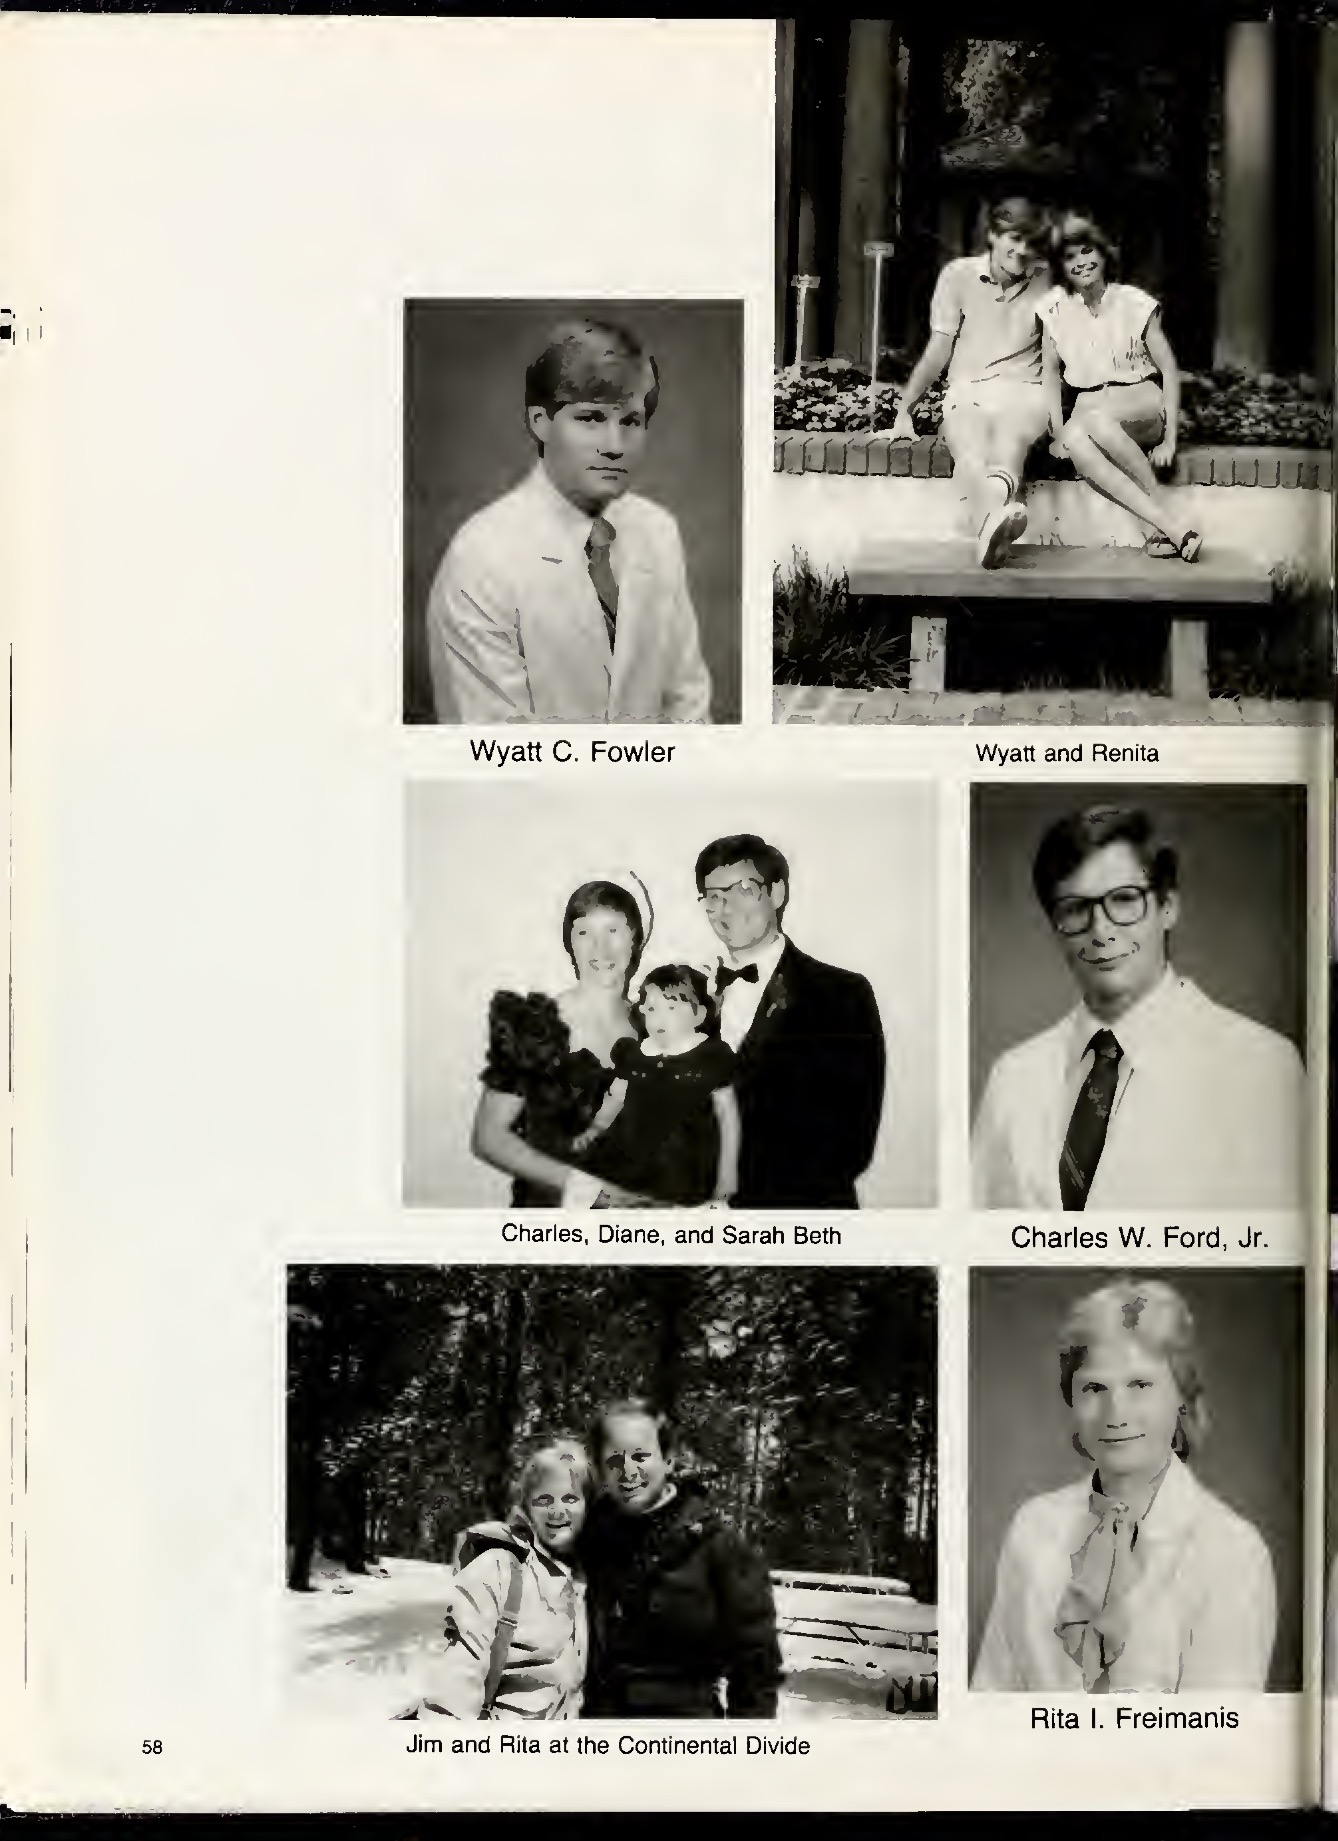 Wyatt C. Fowler
Wyatt and Renita
Charles, Diane, and Sarah Beth
Charles W. Ford, Jr.
Rita I. Freimanis
58
Jim and Rita at the Continental Divide